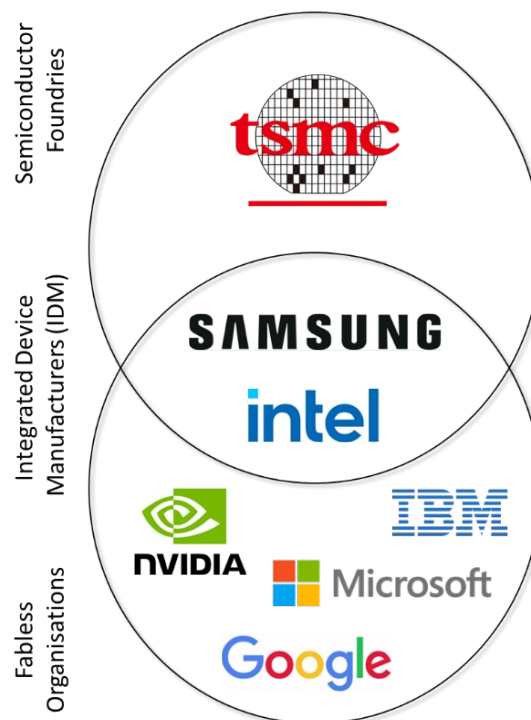 Semiconductor
Foundries
tsmc
Integrated Device
Manufacturers (IDM)
SAMSUNG
intel
Fabless
Organisations
NVIDIA
IBM
Microsoft
Google